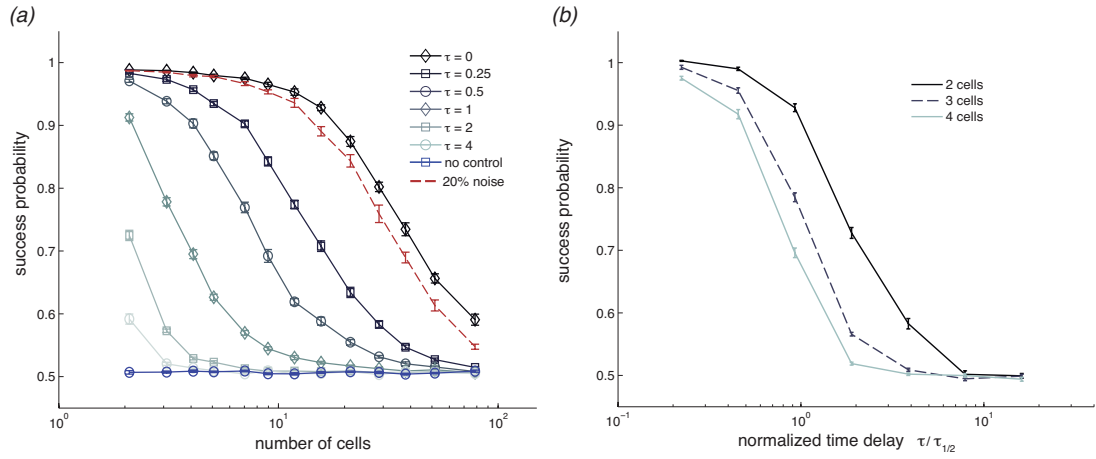 (a)
success probability
1
0.9
0.8
0.7
0.6
0.5
10^0
10^1
10^2
number of cells
τ = 0
τ = 0.25
τ = 0.5
τ = 1
τ = 2
τ = 4
no control
20% noise
(b)
success probability
1
0.9
0.8
0.7
0.6
0.5
10^-1
10^0
10^1
normalized time delay τ/τ_1/2
2 cells
3 cells
4 cells